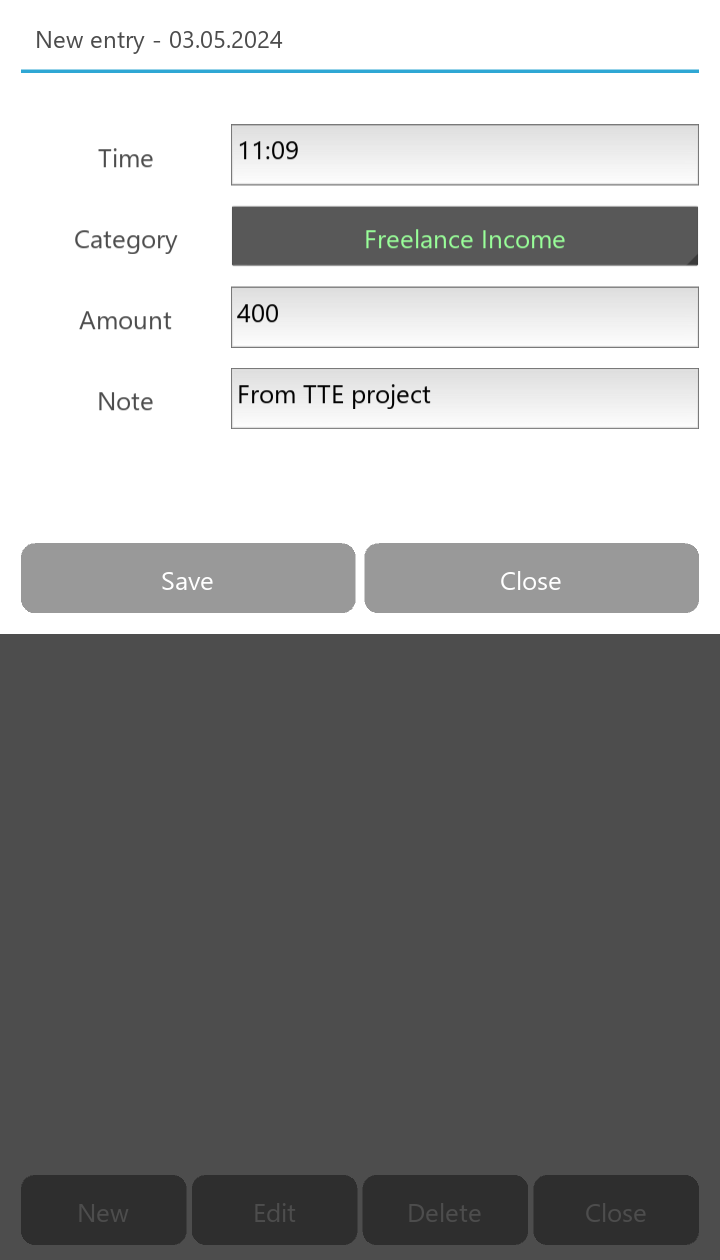 New entry - 03.05.2024
Time 11:09
Category Freelance Income
Amount 400
Note From TTE project
Save Close
New Edit Delete Close